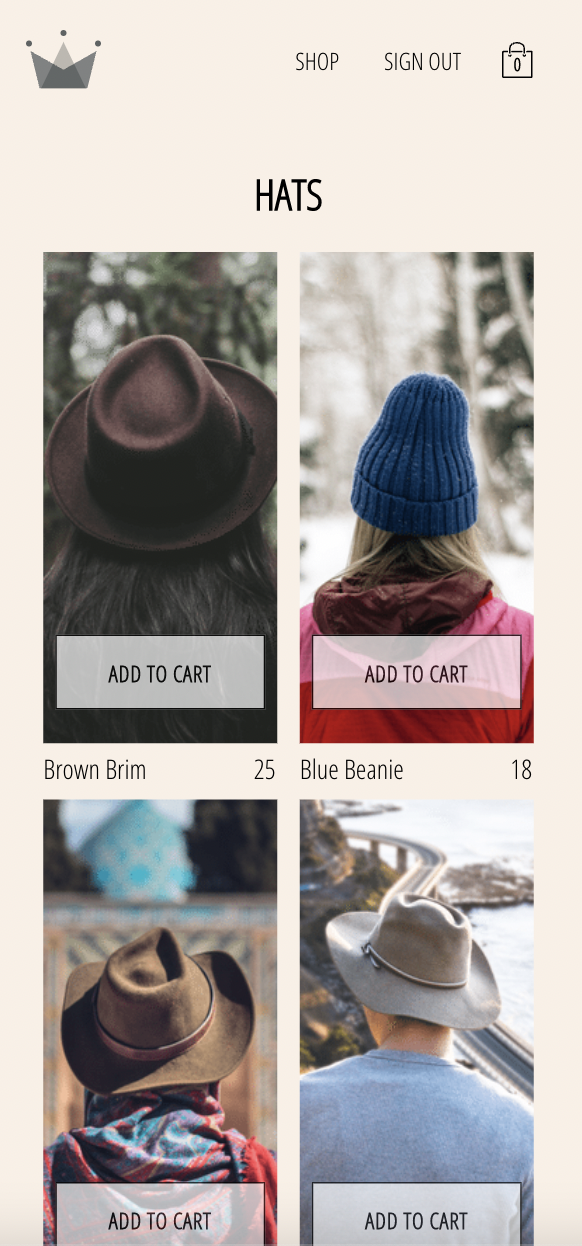 SHOP SIGN OUT 0
HATS
ADD TO CART ADD TO CART
Brown Brim 25 Blue Beanie 18
ADD TO CART ADD TO CART